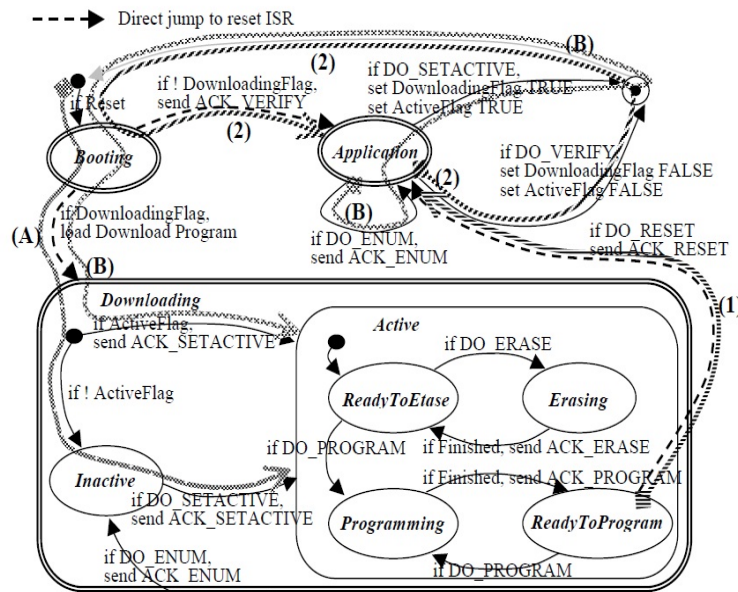 Direct jump to reset ISR
(B)
(2)
if DO_SETACTIVE,
set DownloadingFlag TRUE
set ActiveFlag TRUE
if ! DownloadingFlag,
send ACK_VERIFY
if Reset
(2)
Booting
Application
if DO_VERIFY,
set DownloadingFlag FALSE
set ActiveFlag FALSE
(2)
(A)
if DownloadingFlag,
load Download Program
(B)
if DO_ENUM,
send ACK_ENUM
if DO_RESET
send ACK_RESET
(B)
(1)
Downloading
if ActiveFlag,
send ACK_SETACTIVE
Active
if DO_ERASE
if ! ActiveFlag
ReadyToEtase
Erasing
if DO_PROGRAM
if Finished, send ACK_ERASE
if Finished, send ACK_PROGRAM
Inactive
if DO_SETACTIVE,
send ACK_SETACTIVE
Programming
ReadyToProgram
if DO_ENUM,
send ACK_ENUM
if DO_PROGRAM